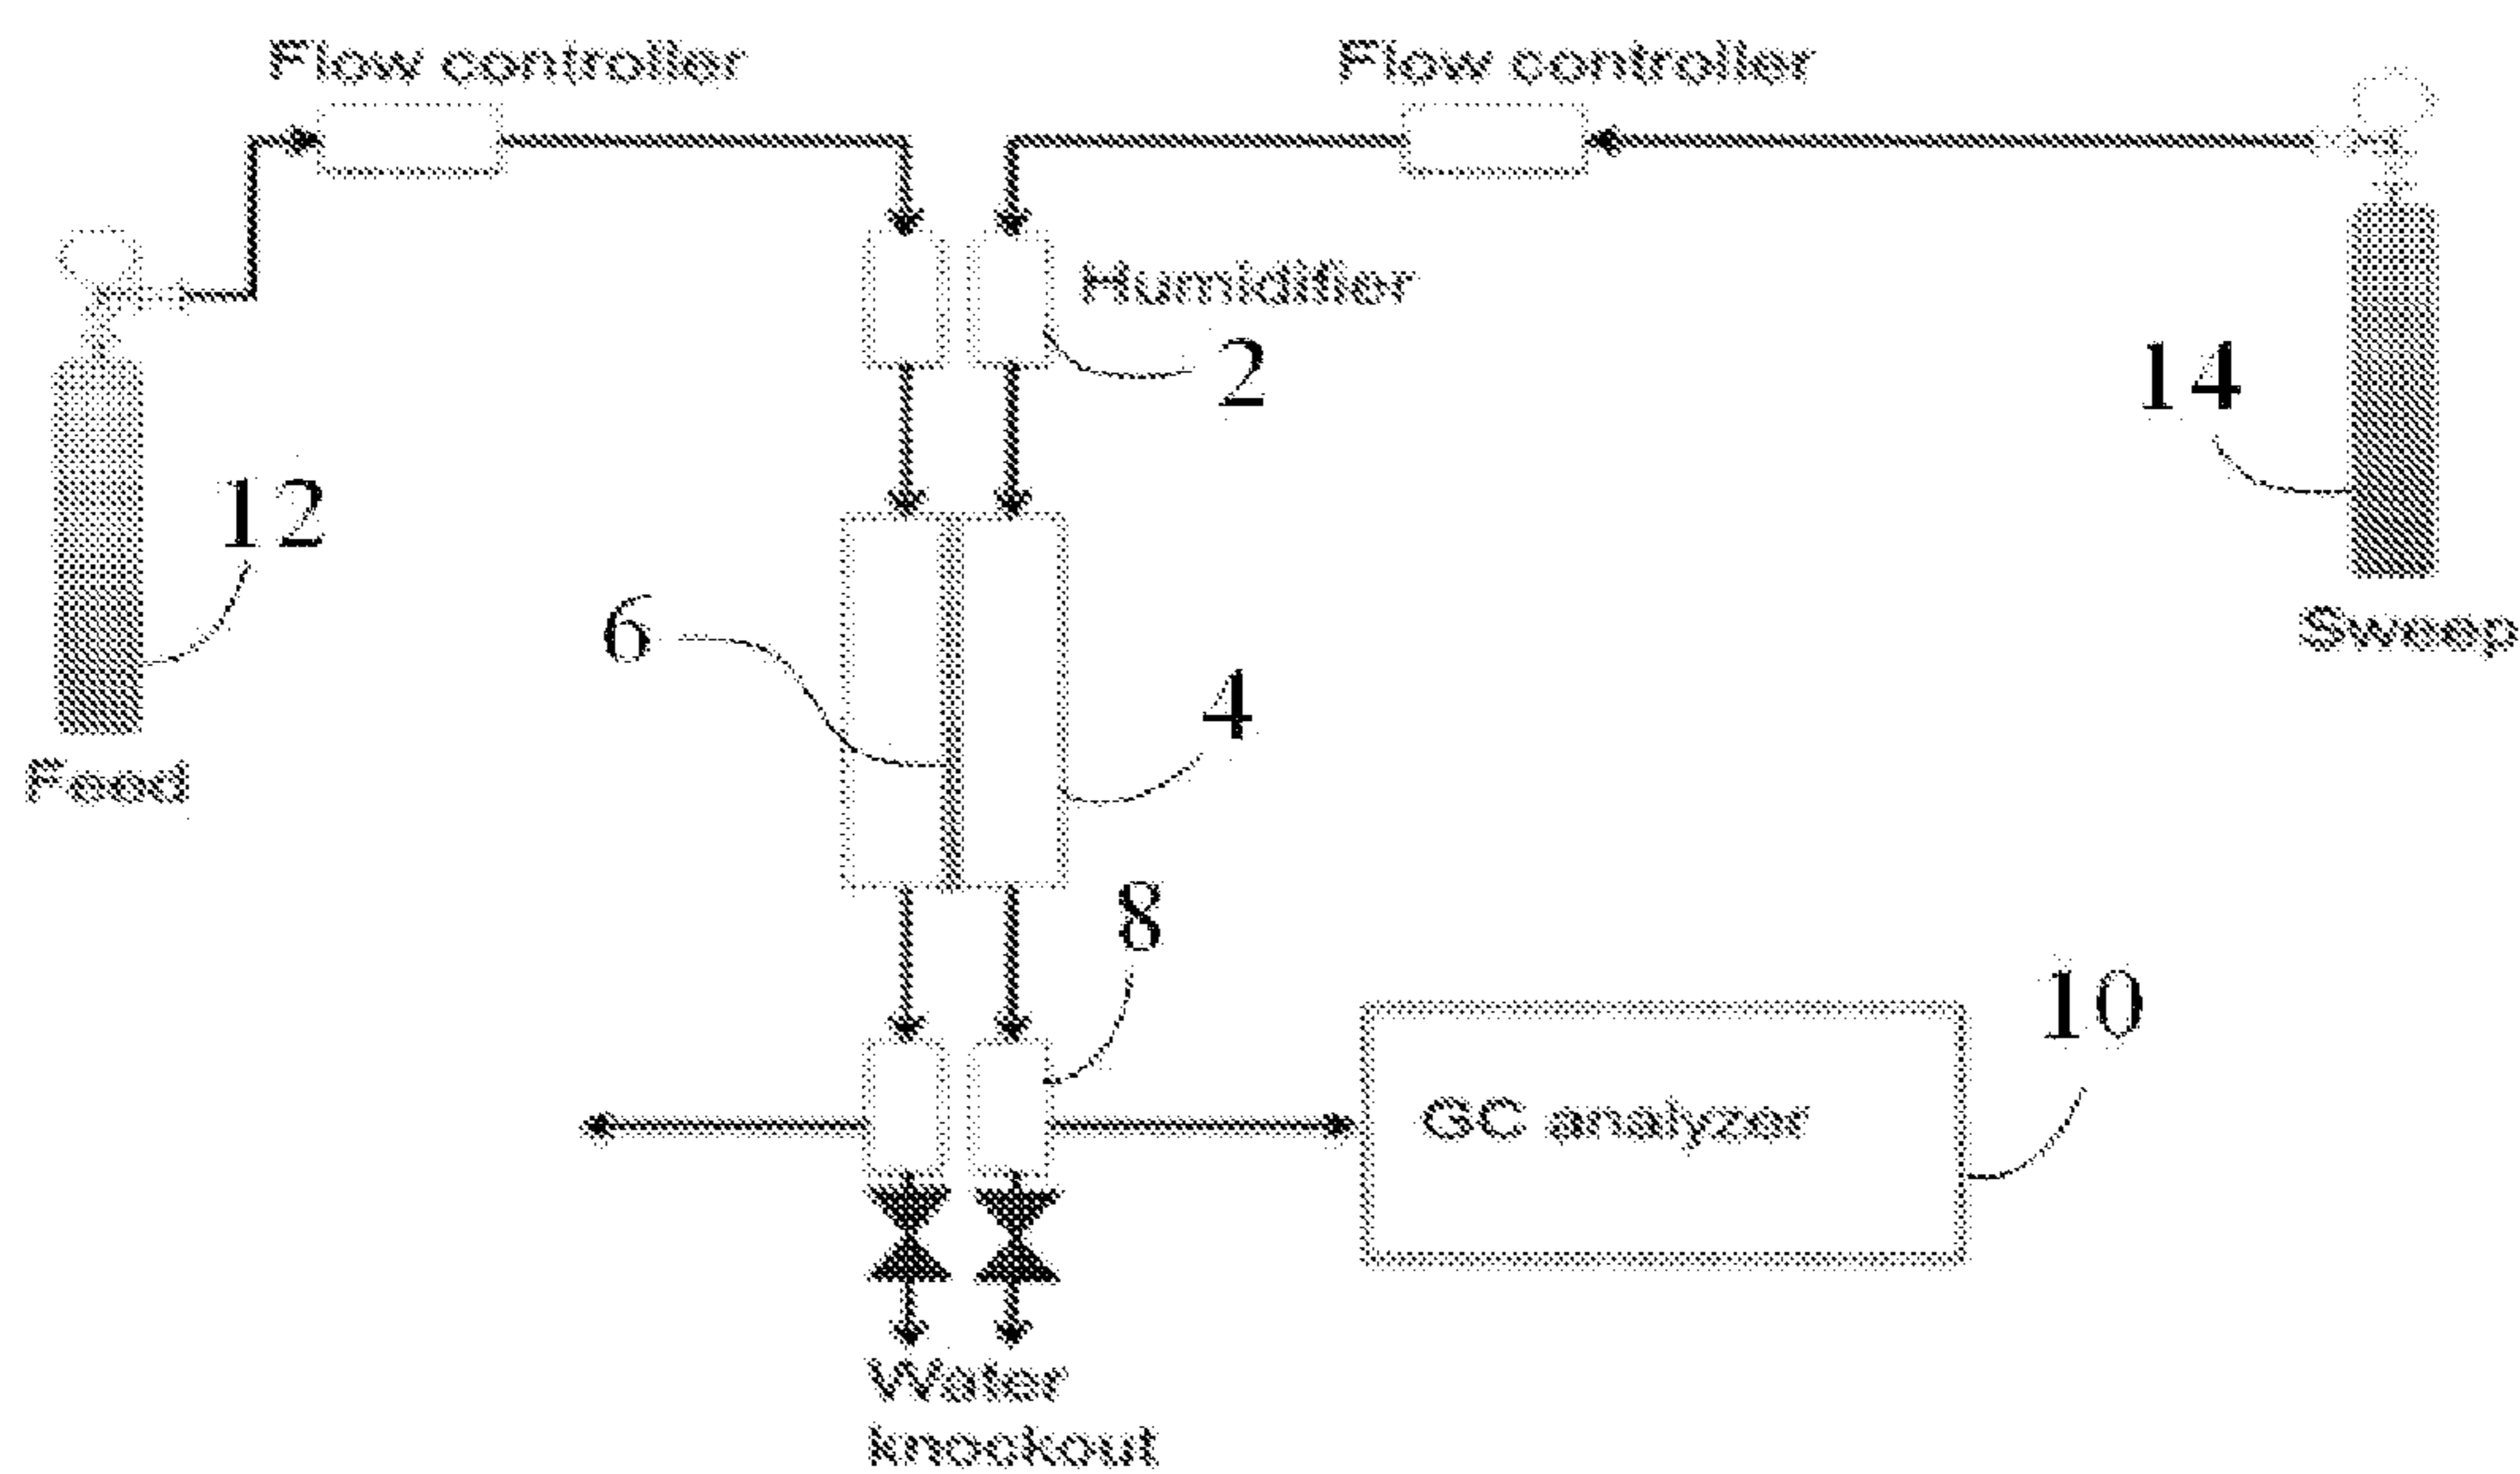 Flow controller
Flow controller
Humidifier
2
14
12
6
Sweep
4
Feed
8
10
GC analyzer
Water
knockout